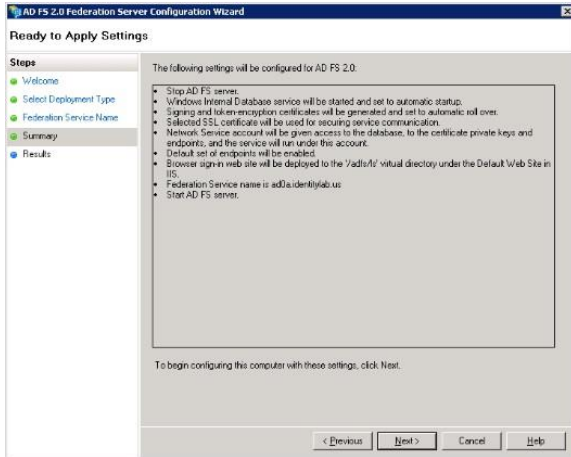 AD FS 2.0 Federation Server Configuration Wizard
Ready to Apply Settings
Steps
Welcome
Select Deployment Type
Federation Service Name
Summary
Results
The following settings will be configured for AD FS 2.0:
• Stop AD FS server.
• Windows Internal Database service will be started and set to automatic startup.
• Signing and token-encryption certificates will be generated and set to automatic roll over.
• Selected SSL certificate will be used for securing service communication.
• Network Service account will be given access to the database, to the certificate private keys and
endpoints, and the service will run under this account.
• Default set of endpoints will be enabled.
• Browser sign-in web site will be deployed to the '/adfs/ls' virtual directory under the Default Web Site in
IIS.
• Federation Service name is ad0a.identitylab.us
• Start AD FS server.
To begin configuring this computer with these settings, click Next.
< Previous
Next >
Cancel
Help